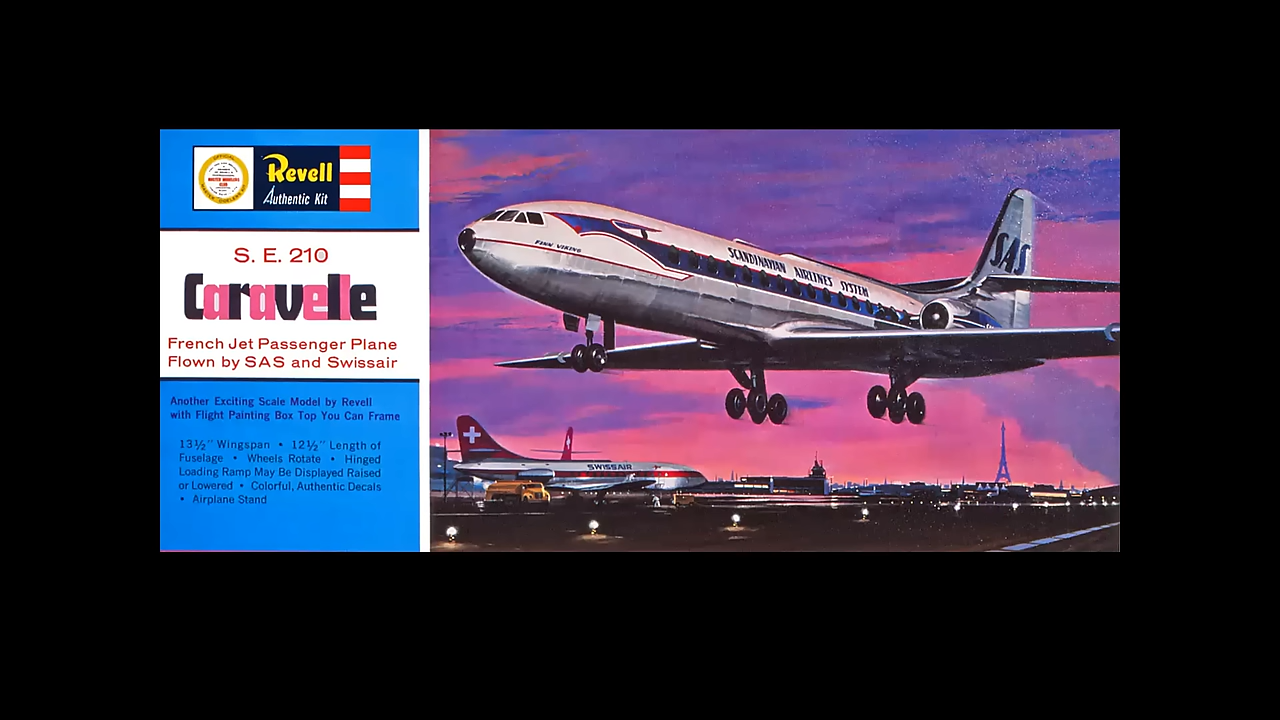 OFFICIAL
Revell
Authentic Kit
S. E. 210
Caravelle
French Jet Passenger Plane
Flown by SAS and Swissair
Another Exciting Scale Model by Revell
with Flight Painting Box Top You Can Frame
13½" Wingspan • 12½" Length of
Fuselage • Wheels Rotate • Hinged
Loading Ramp May Be Displayed Raised
or Lowered • Colorful, Authentic Decals
• Airplane Stand
FINN VIKING
SCANDINAVIAN AIRLINES SYSTEM
SAS
SWISSAIR